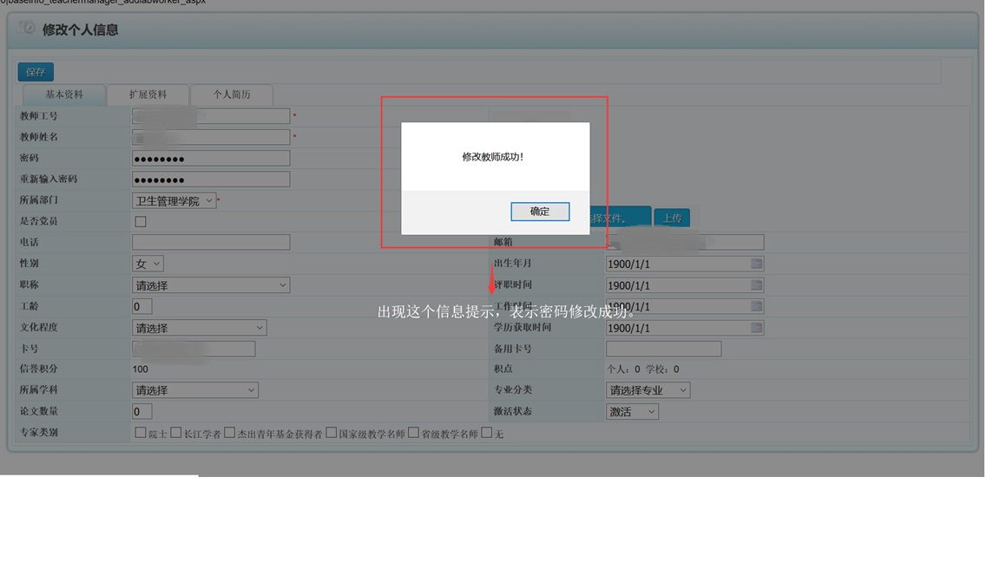 o|baseinfo_teachermanager_addlabworker_aspx
修改个人信息
保存
基本资料 扩展资料 个人简历
教师工号 *
教师姓名 *
密码 ●●●●●●●●
重新输入密码 ●●●●●●●●
所属部门 卫生管理学院 *
修改教师成功!
确定
择文件。 上传
是否党员
电话 邮箱
性别 女 出生年月 1900/1/1
职称 请选择 评职时间 1900/1/1
工龄 0 工作时间 1900/1/1
出现这个信息提示，表示密码修改成功。
文化程度 请选择 学历获取时间 1900/1/1
卡号 备用卡号
信誉积分 100 积点 个人：0 学校：0
所属学科 请选择 专业分类 请选择专业
论文数量 0 激活状态 激活
专家类别 院士 长江学者 杰出青年基金获得者 国家级教学名师 省级教学名师 无